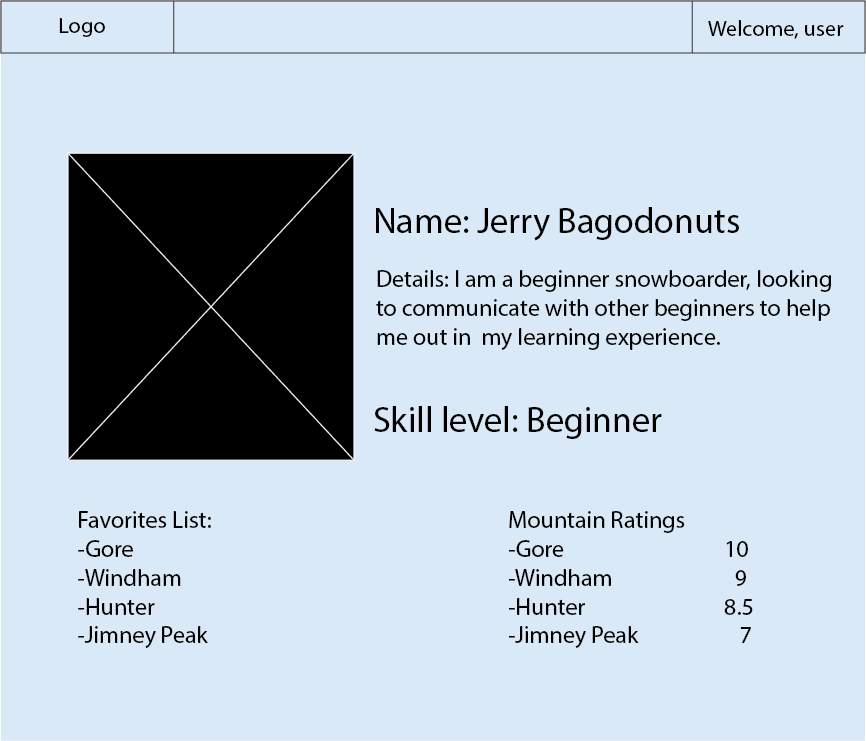 Logo
Welcome, user
Name: Jerry Bagodonuts
Details: I am a beginner snowboarder, looking
to communicate with other beginners to help
me out in  my learning experience.
Skill level: Beginner
Favorites List:
-Gore
-Windham
-Hunter
-Jimney Peak
Mountain Ratings
-Gore 10
-Windham 9
-Hunter 8.5
-Jimney Peak 7